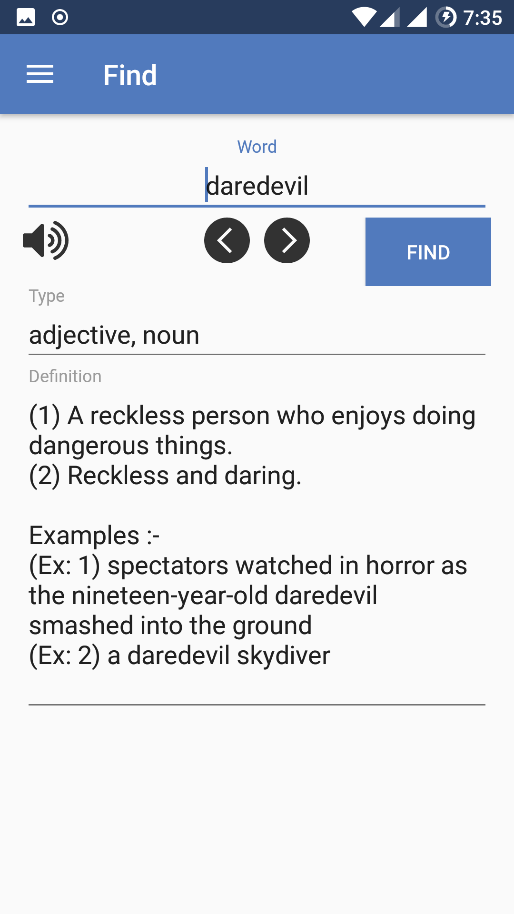 7:35
Find
Word
daredevil
FIND
Type
adjective, noun
Definition
(1) A reckless person who enjoys doing
dangerous things.
(2) Reckless and daring.
Examples :-
(Ex: 1) spectators watched in horror as
the nineteen-year-old daredevil
smashed into the ground
(Ex: 2) a daredevil skydiver